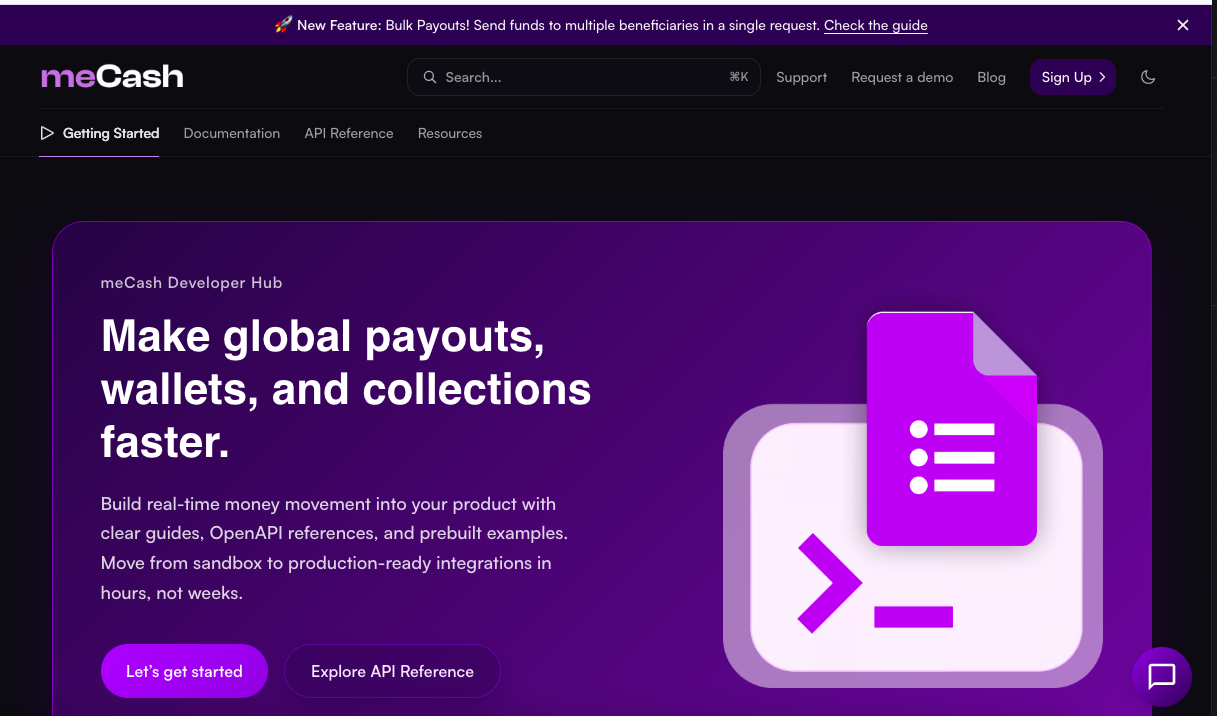 🚀 New Feature: Bulk Payouts! Send funds to multiple beneficiaries in a single request. Check the guide
meCash
Search...
⌘K
Support
Request a demo
Blog
Sign Up
Getting Started
Documentation
API Reference
Resources
meCash Developer Hub
Make global payouts,
wallets, and collections
faster.
Build real-time money movement into your product with
clear guides, OpenAPI references, and prebuilt examples.
Move from sandbox to production-ready integrations in
hours, not weeks.
Let’s get started
Explore API Reference